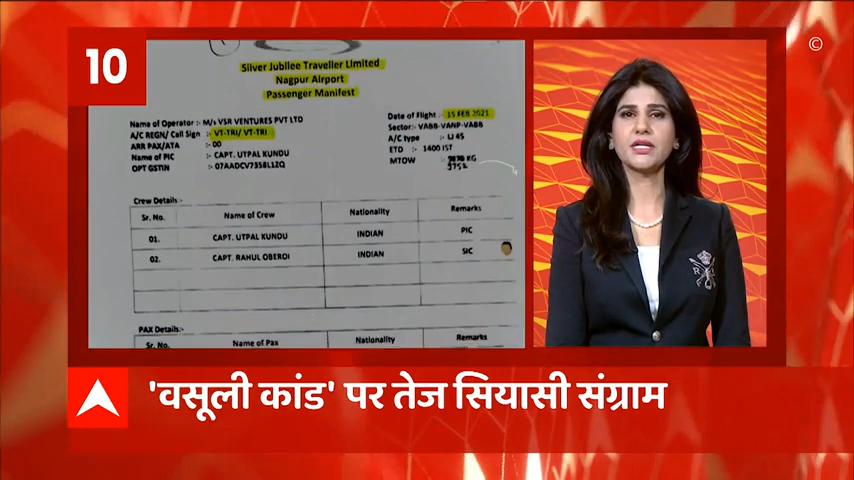 10
Silver Jubilee Traveller Limited
Nagpur Airport
Passenger Manifest
Name of Operator :- M/s VSR VENTURES PVT LTD
Date of Flight :- 15 FEB 2021
A/C REGN/ Call Sign :- VT-TRI/ VT-TRI
Sector:- VABB-VANP-VABB
ARR PAX/ATA :- 00
A/C type :- LJ 45
Name of PIC :- CAPT. UTPAL KUNDU
ETD :- 1400 IST
OPT GSTIN :- 07AADCV7358L12Q
MTOW :- KG
Crew Details:-
Sr. No. Name of Crew Nationality Remarks
01. CAPT. UTPAL KUNDU INDIAN PIC
02. CAPT. RAHUL OBERDI INDIAN SIC
PAX Details:-
Sr. No. Name of Pax Nationality Remarks
©
'वसूली कांड' पर तेज सियासी संग्राम